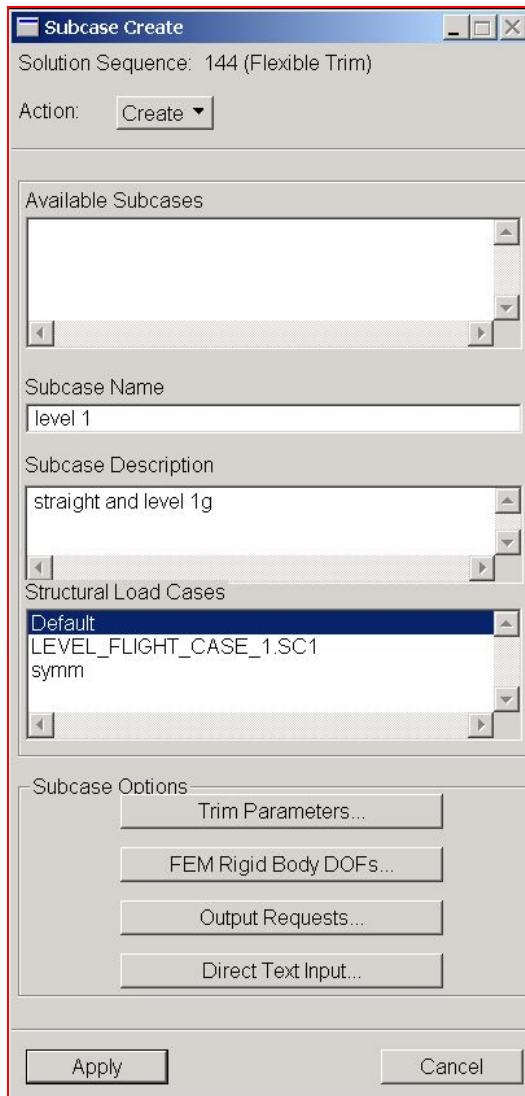 Subcase Create
Solution Sequence: 144 (Flexible Trim)
Action: Create
Available Subcases
Subcase Name
level 1
Subcase Description
straight and level 1g
Structural Load Cases
Default
LEVEL_FLIGHT_CASE_1.SC1
symm
Subcase Options
Trim Parameters...
FEM Rigid Body DOFs...
Output Requests...
Direct Text Input...
Apply Cancel